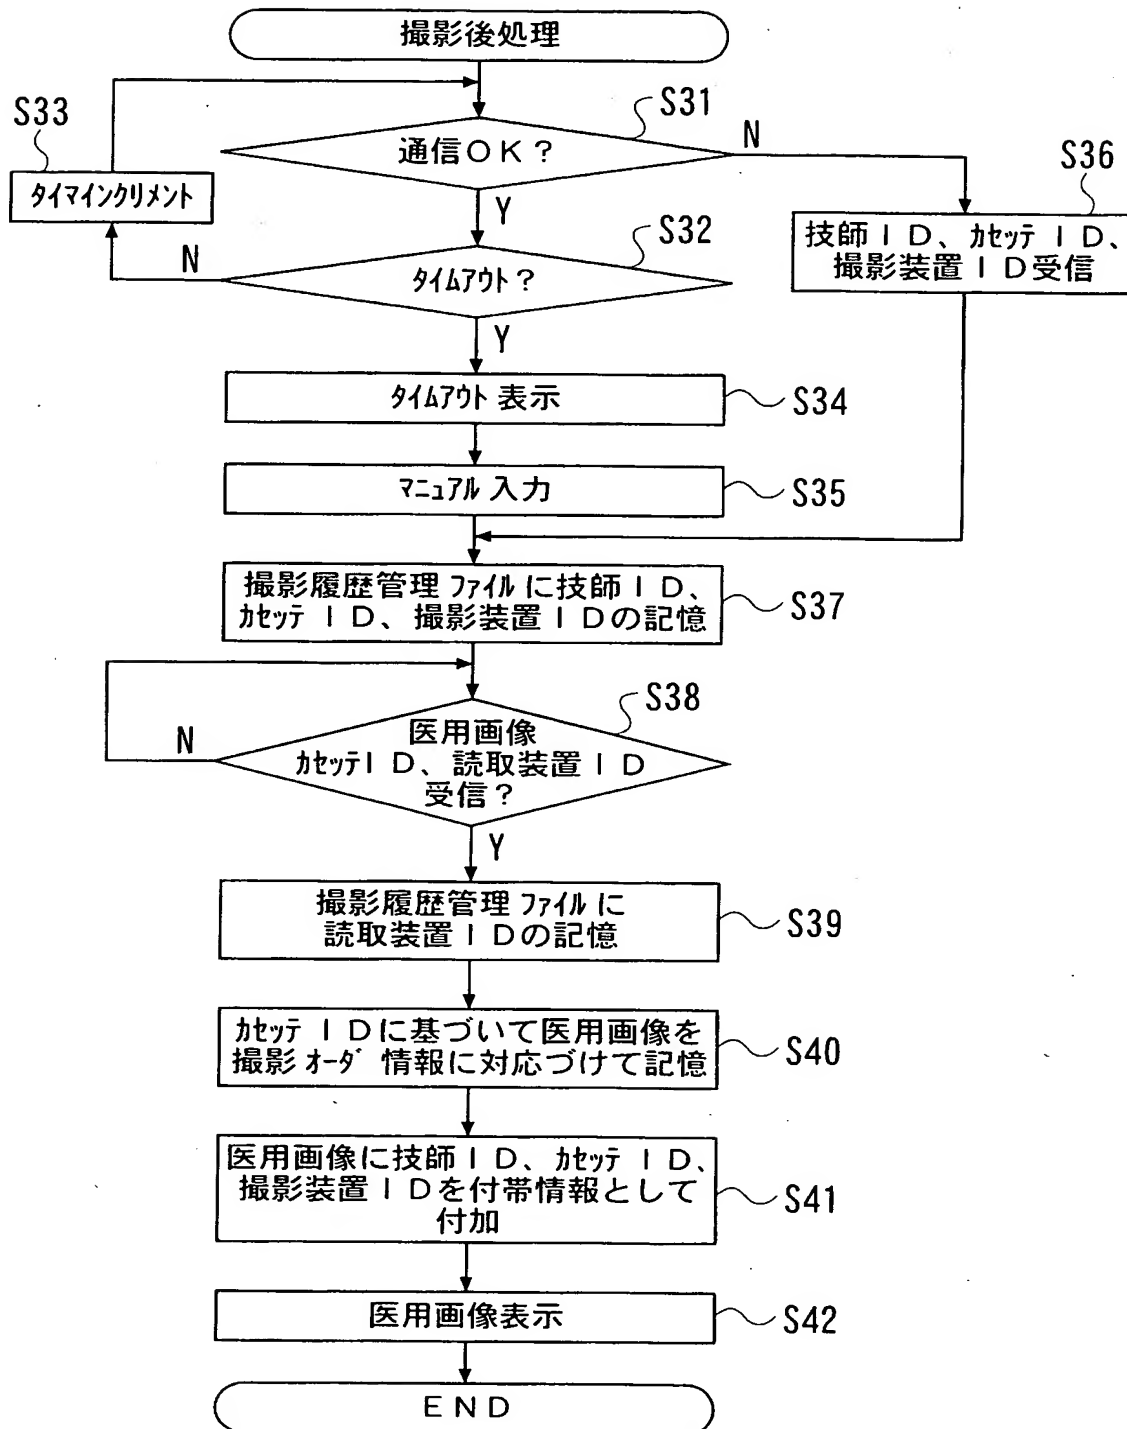 撮影後処理
S31
通信OK?
N
Y
S33
ﾀｲﾏｲﾝｸﾘﾒﾝﾄ
S36
技師ID、ｶｾｯﾃID、
撮影装置ID受信
S32
ﾀｲﾑｱｳﾄ?
N
Y
ﾀｲﾑｱｳﾄ表示
S34
ﾏﾆｭｱﾙ入力
S35
撮影履歴管理ﾌｧｲﾙに技師ID、
ｶｾｯﾃID、撮影装置IDの記憶
S37
S38
医用画像
ｶｾｯﾃID、読取装置ID
受信?
N
Y
撮影履歴管理ﾌｧｲﾙに
読取装置IDの記憶
S39
ｶｾｯﾃIDに基づいて医用画像を
撮影ｵｰﾀﾞ情報に対応づけて記憶
S40
医用画像に技師ID、ｶｾｯﾃID、
撮影装置IDを付帯情報として
付加
S41
医用画像表示
S42
END